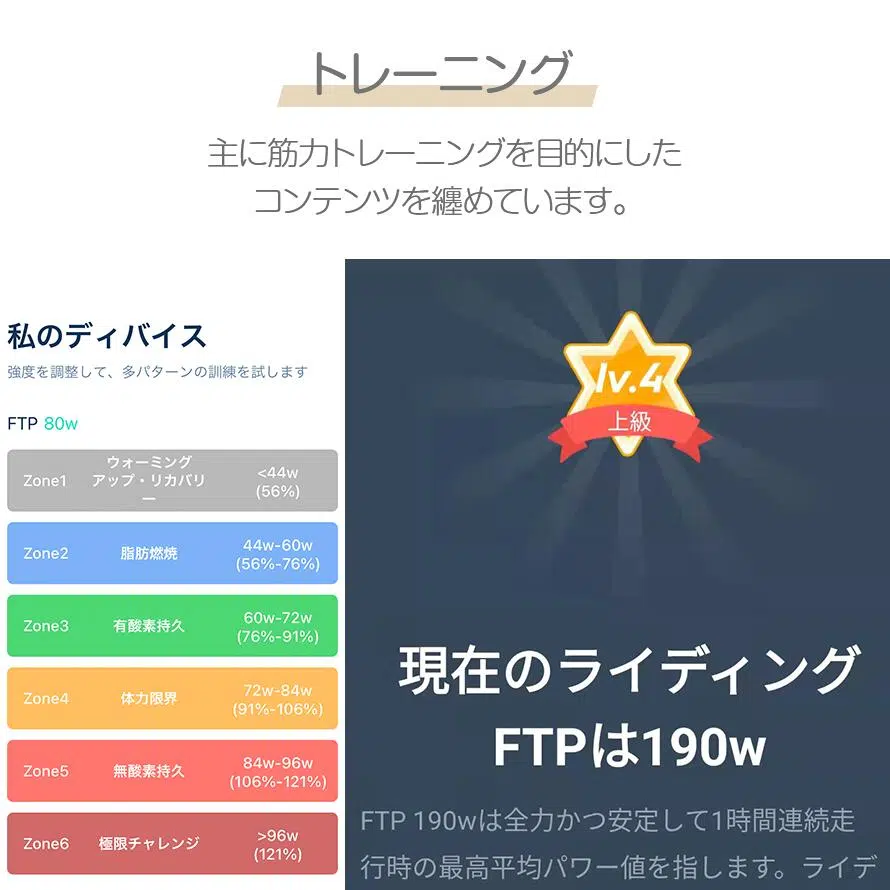 トレーニング
主に筋力トレーニングを目的にした
コンテンツを纏めています。
私のディバイス
強度を調整して、多パターンの訓練を試します
FTP 80w
Zone1
ウォーミング
アップ・リカバリ
ー
<44w
(56%)
Zone2
脂肪燃焼
44w-60w
(56%-76%)
Zone3
有酸素持久
60w-72w
(76%-91%)
Zone4
体力限界
72w-84w
(91%-106%)
Zone5
無酸素持久
84w-96w
(106%-121%)
Zone6
極限チャレンジ
>96w
(121%)
lv.4
上級
現在のライディング
FTPは190w
FTP 190wは全力かつ安定して1時間連続走
行時の最高平均パワー値を指します。ライデ